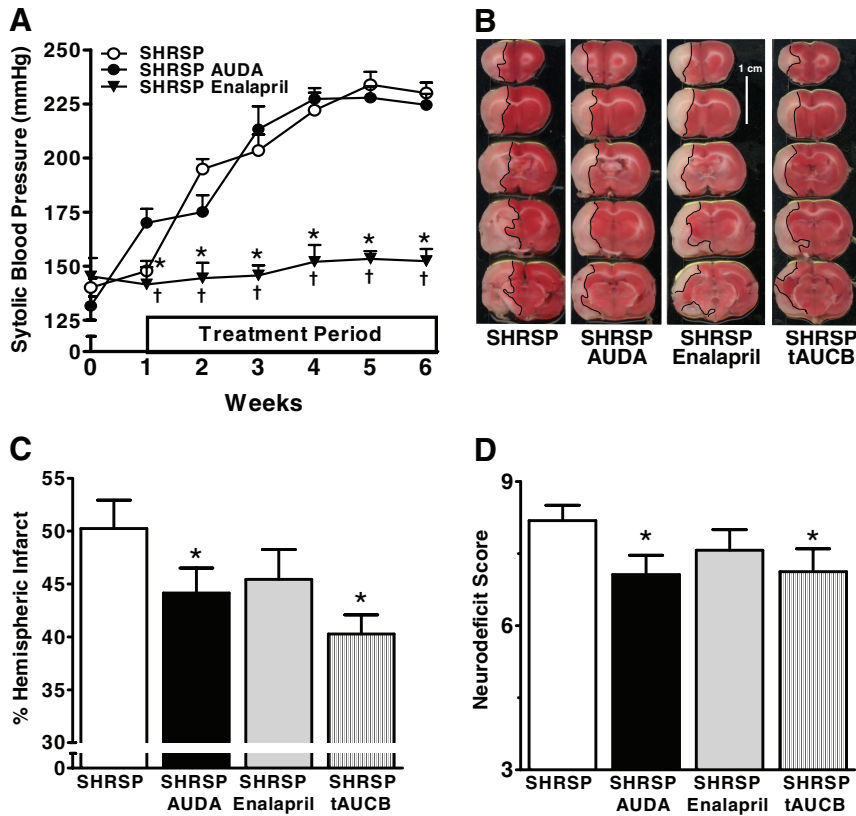 A
SHRSP
SHRSP AUDA
SHRSP Enalapril
Sytolic Blood Pressure (mmHg)
250
225
200
175
150
125
0
* * * * * *
† † † † † †
Treatment Period
0 1 2 3 4 5 6
Weeks
B
1 cm
SHRSP
SHRSP AUDA
SHRSP Enalapril
SHRSP tAUCB
C
% Hemispheric Infarct
55
50
45
40
35
30
0
*
*
SHRSP
SHRSP AUDA
SHRSP Enalapril
SHRSP tAUCB
D
Neurodeficit Score
9
6
3
* *
SHRSP
SHRSP AUDA
SHRSP Enalapril
SHRSP tAUCB